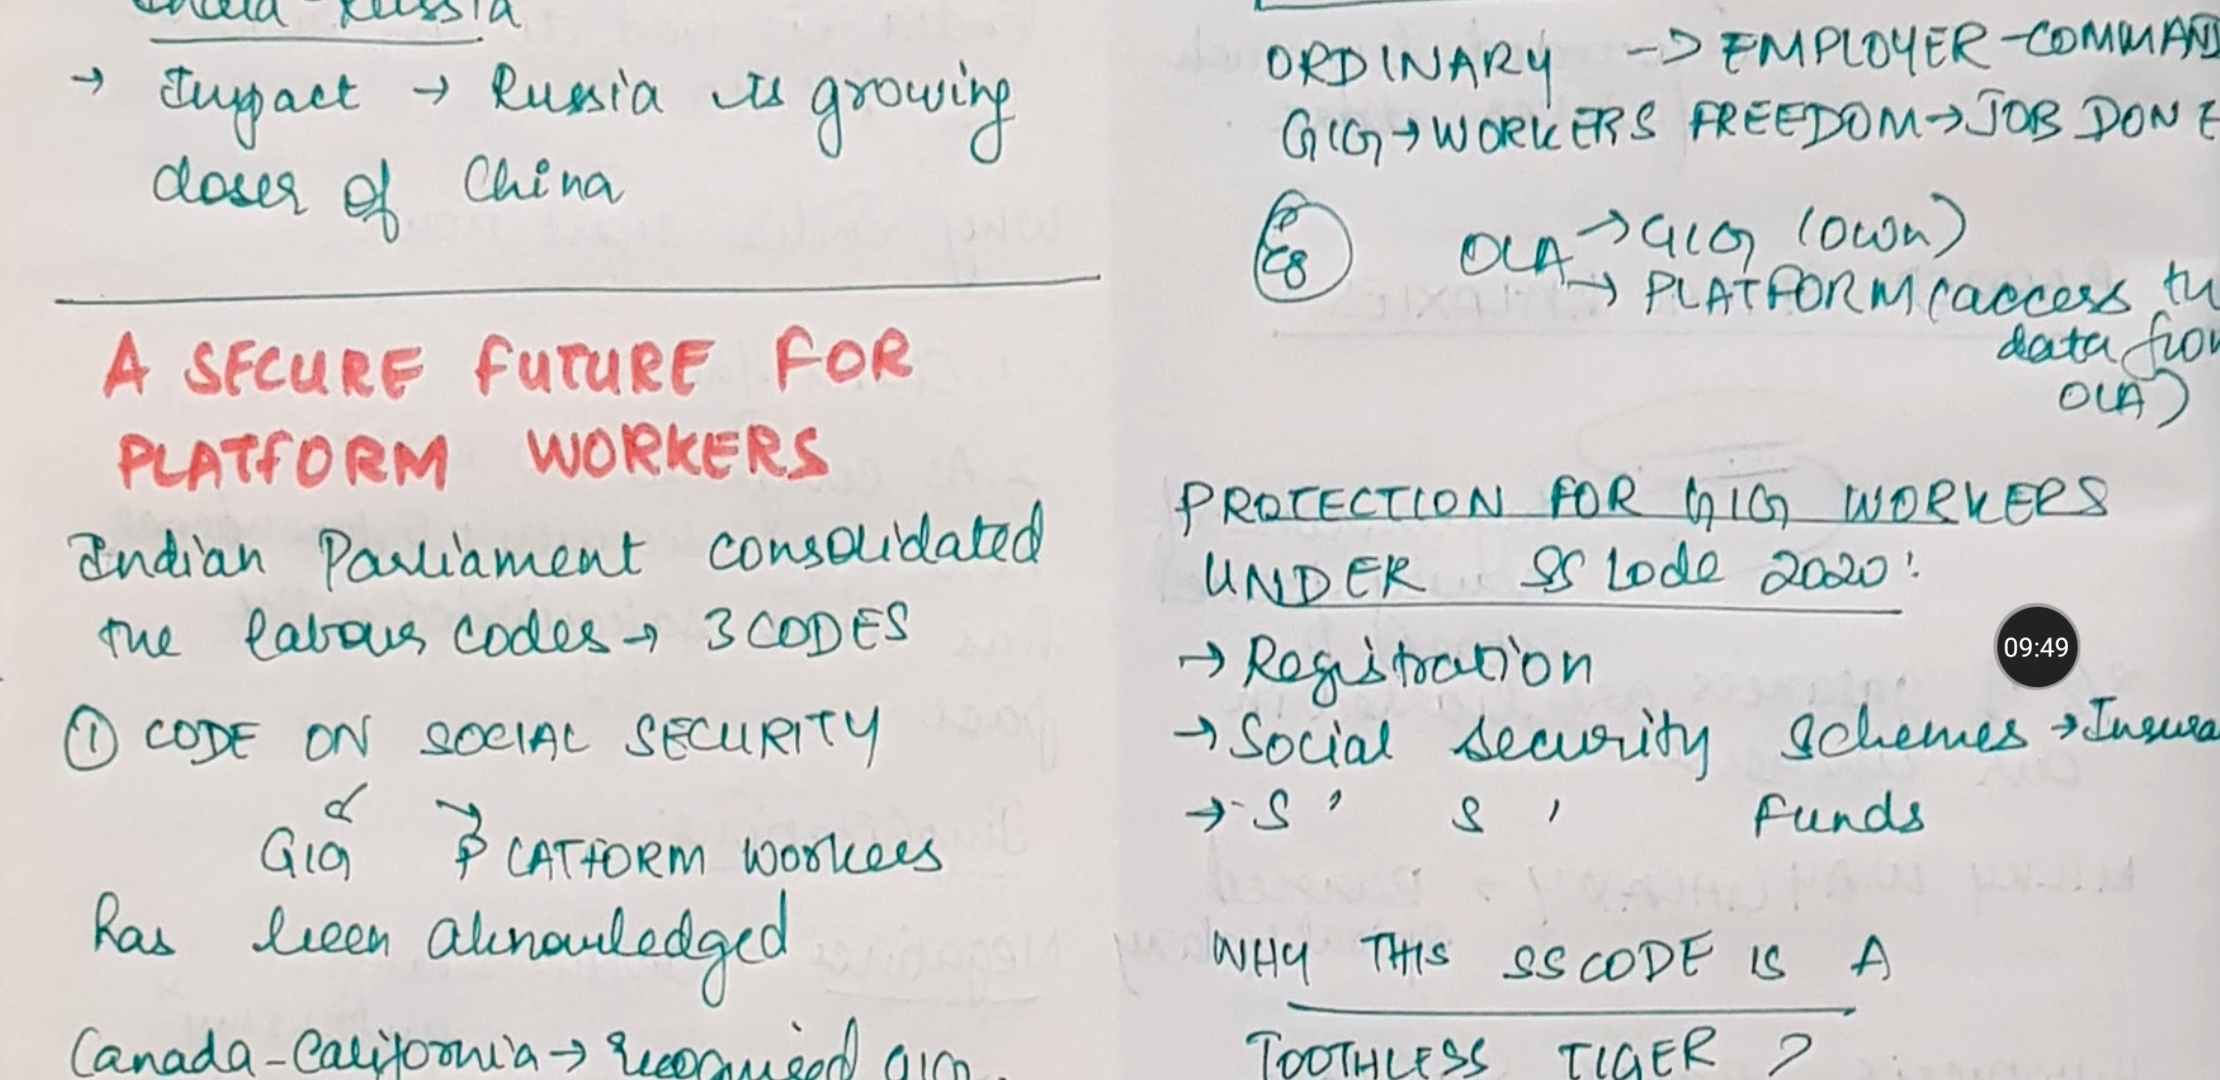 India-Russia
→ Impact → Russia is growing
closer of China
A SECURE FUTURE FOR
PLATFORM WORKERS
Indian Parliament consolidated
the labour codes → 3 CODES
① CODE ON SOCIAL SECURITY
GIG PLATFORM Workers
has been aknowledged
Canada-California → recognised gig
ORDINARY → EMPLOYER-COMMAND
GIG → WORKERS FREEDOM → JOB DONE
Eg OLA → GIG (Own)
→ PLATFORM (access
data
OLA)
PROTECTION FOR GIG WORKERS
UNDER SS Code 2020:
→ Registration
09:49
→ Social security schemes → Insura
→ S " S " Funds
WHY THIS SS CODE IS A
TOOTHLESS TIGER ?